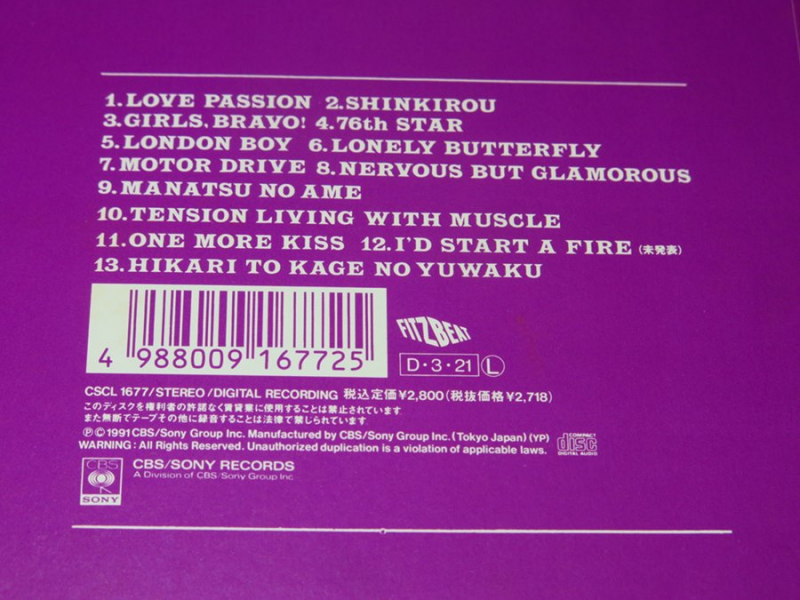 1.LOVE PASSION 2.SHINKIROU
3.GIRLS, BRAVO! 4.76th STAR
5.LONDON BOY 6.LONELY BUTTERFLY
7.MOTOR DRIVE 8.NERVOUS BUT GLAMOROUS
9.MANATSU NO AME
10.TENSION LIVING WITH MUSCLE
11.ONE MORE KISS 12.I'D START A FIRE(未発表)
13.HIKARI TO KAGE NO YUWAKU
FITZBEAT
4 988009 167725
D・3・21 L
CSCL 1677/STEREO/DIGITAL RECORDING 税込定価¥2,800(税抜価格¥2,718)
このディスクを権利者の許諾なく賃貸業に使用することは禁止されています
また無断でテープその他に録音することは法律で禁じられています
Ⓟ©1991 CBS/Sony Group Inc. Manufactured by CBS/Sony Group Inc.(Tokyo Japan)(YP)
WARNING: All Rights Reserved. Unauthorized duplication is a violation of applicable laws.
COMPACT
disc
DIGITAL AUDIO
CBS
SONY
CBS/SONY RECORDS
A Division of CBS/Sony Group Inc.